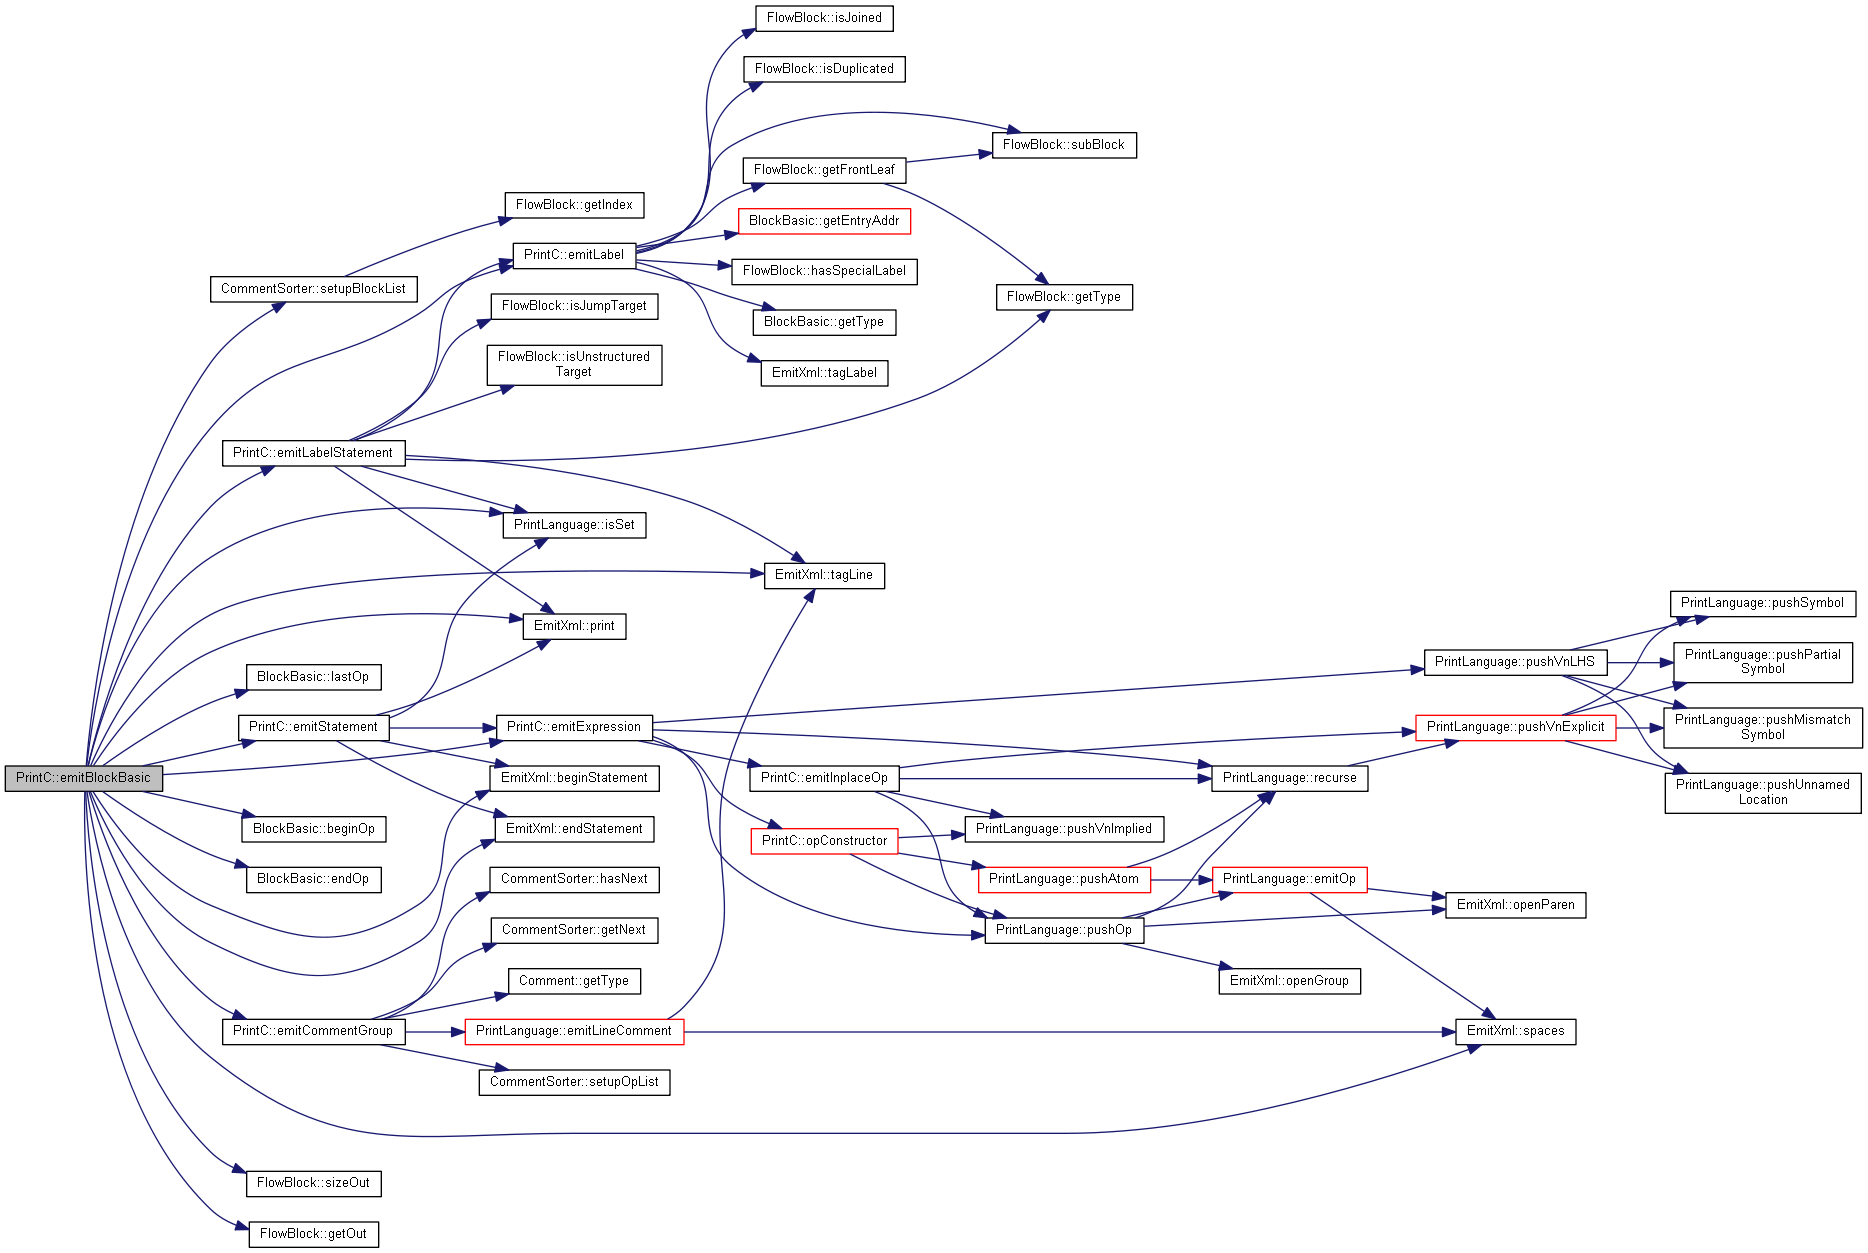 FlowBlock::isJoined
FlowBlock::isDuplicated
FlowBlock::subBlock
FlowBlock::getFrontLeaf
FlowBlock::getIndex
BlockBasic::getEntryAddr
PrintC::emitLabel
FlowBlock::hasSpecialLabel
CommentSorter::setupBlockList
FlowBlock::getType
FlowBlock::isJumpTarget
BlockBasic::getType
FlowBlock::isUnstructured
Target
EmitXml::tagLabel
PrintC::emitLabelStatement
PrintLanguage::isSet
EmitXml::tagLine
PrintLanguage::pushSymbol
EmitXml::print
PrintLanguage::pushVnLHS
PrintLanguage::pushPartial
Symbol
BlockBasic::lastOp
PrintC::emitStatement
PrintC::emitExpression
PrintLanguage::pushVnExplicit
PrintLanguage::pushMismatch
Symbol
PrintC::emitBlockBasic
EmitXml::beginStatement
PrintC::emitInplaceOp
PrintLanguage::recurse
PrintLanguage::pushUnnamed
Location
BlockBasic::beginOp
EmitXml::endStatement
PrintC::opConstructor
PrintLanguage::pushVnImplied
BlockBasic::endOp
CommentSorter::hasNext
PrintLanguage::pushAtom
PrintLanguage::emitOp
EmitXml::openParen
CommentSorter::getNext
PrintLanguage::pushOp
Comment::getType
EmitXml::openGroup
PrintC::emitCommentGroup
PrintLanguage::emitLineComment
EmitXml::spaces
CommentSorter::setupOpList
FlowBlock::sizeOut
FlowBlock::getOut